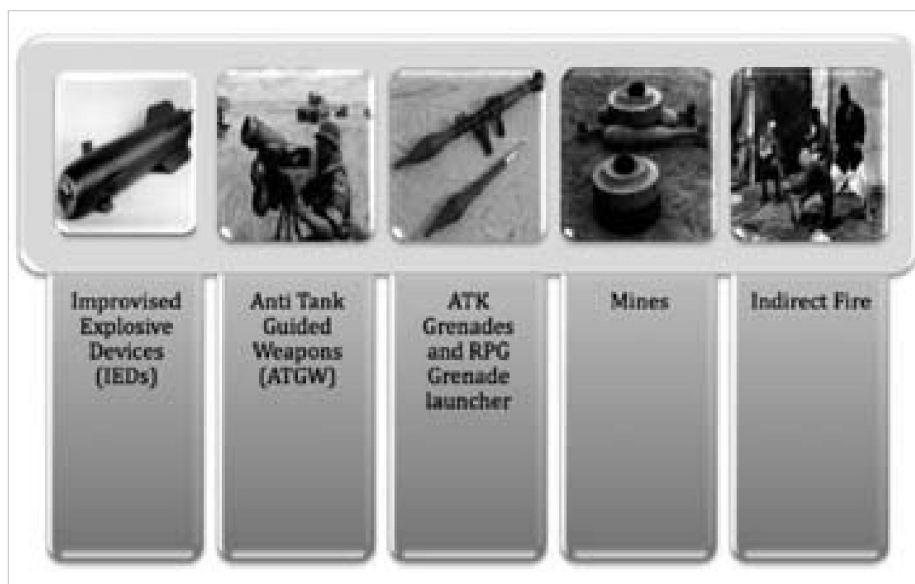 Improvised
Explosive
Devices
(IEDs)
Anti Tank
Guided
Weapons
(ATGW)
ATK
Grenades
and RPG
Grenade
launcher
Mines
Indirect Fire